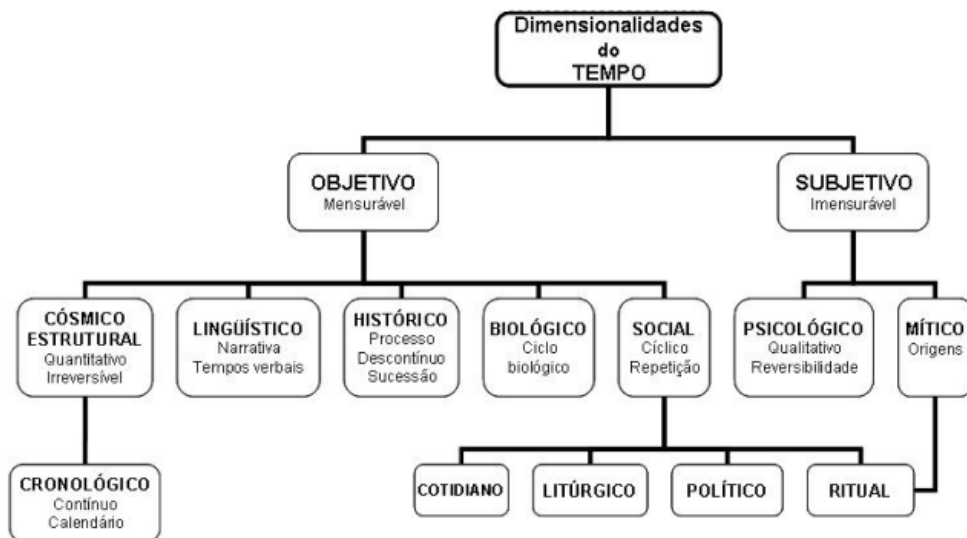 Dimensionalidades
do
TEMPO
OBJETIVO
Mensurável
SUBJETIVO
Imensurável
CÓSMICO
ESTRUTURAL
Quantitativo
Irreversível
LINGÜÍSTICO
Narrativa
Tempos verbais
HISTÓRICO
Processo
Descontínuo
Sucessão
BIOLÓGICO
Ciclo
biológico
SOCIAL
Cíclico
Repetição
PSICOLÓGICO
Qualitativo
Reversibilidade
MÍTICO
Origens
CRONOLÓGICO
Contínuo
Calendário
COTIDIANO
LITÚRGICO
POLÍTICO
RITUAL